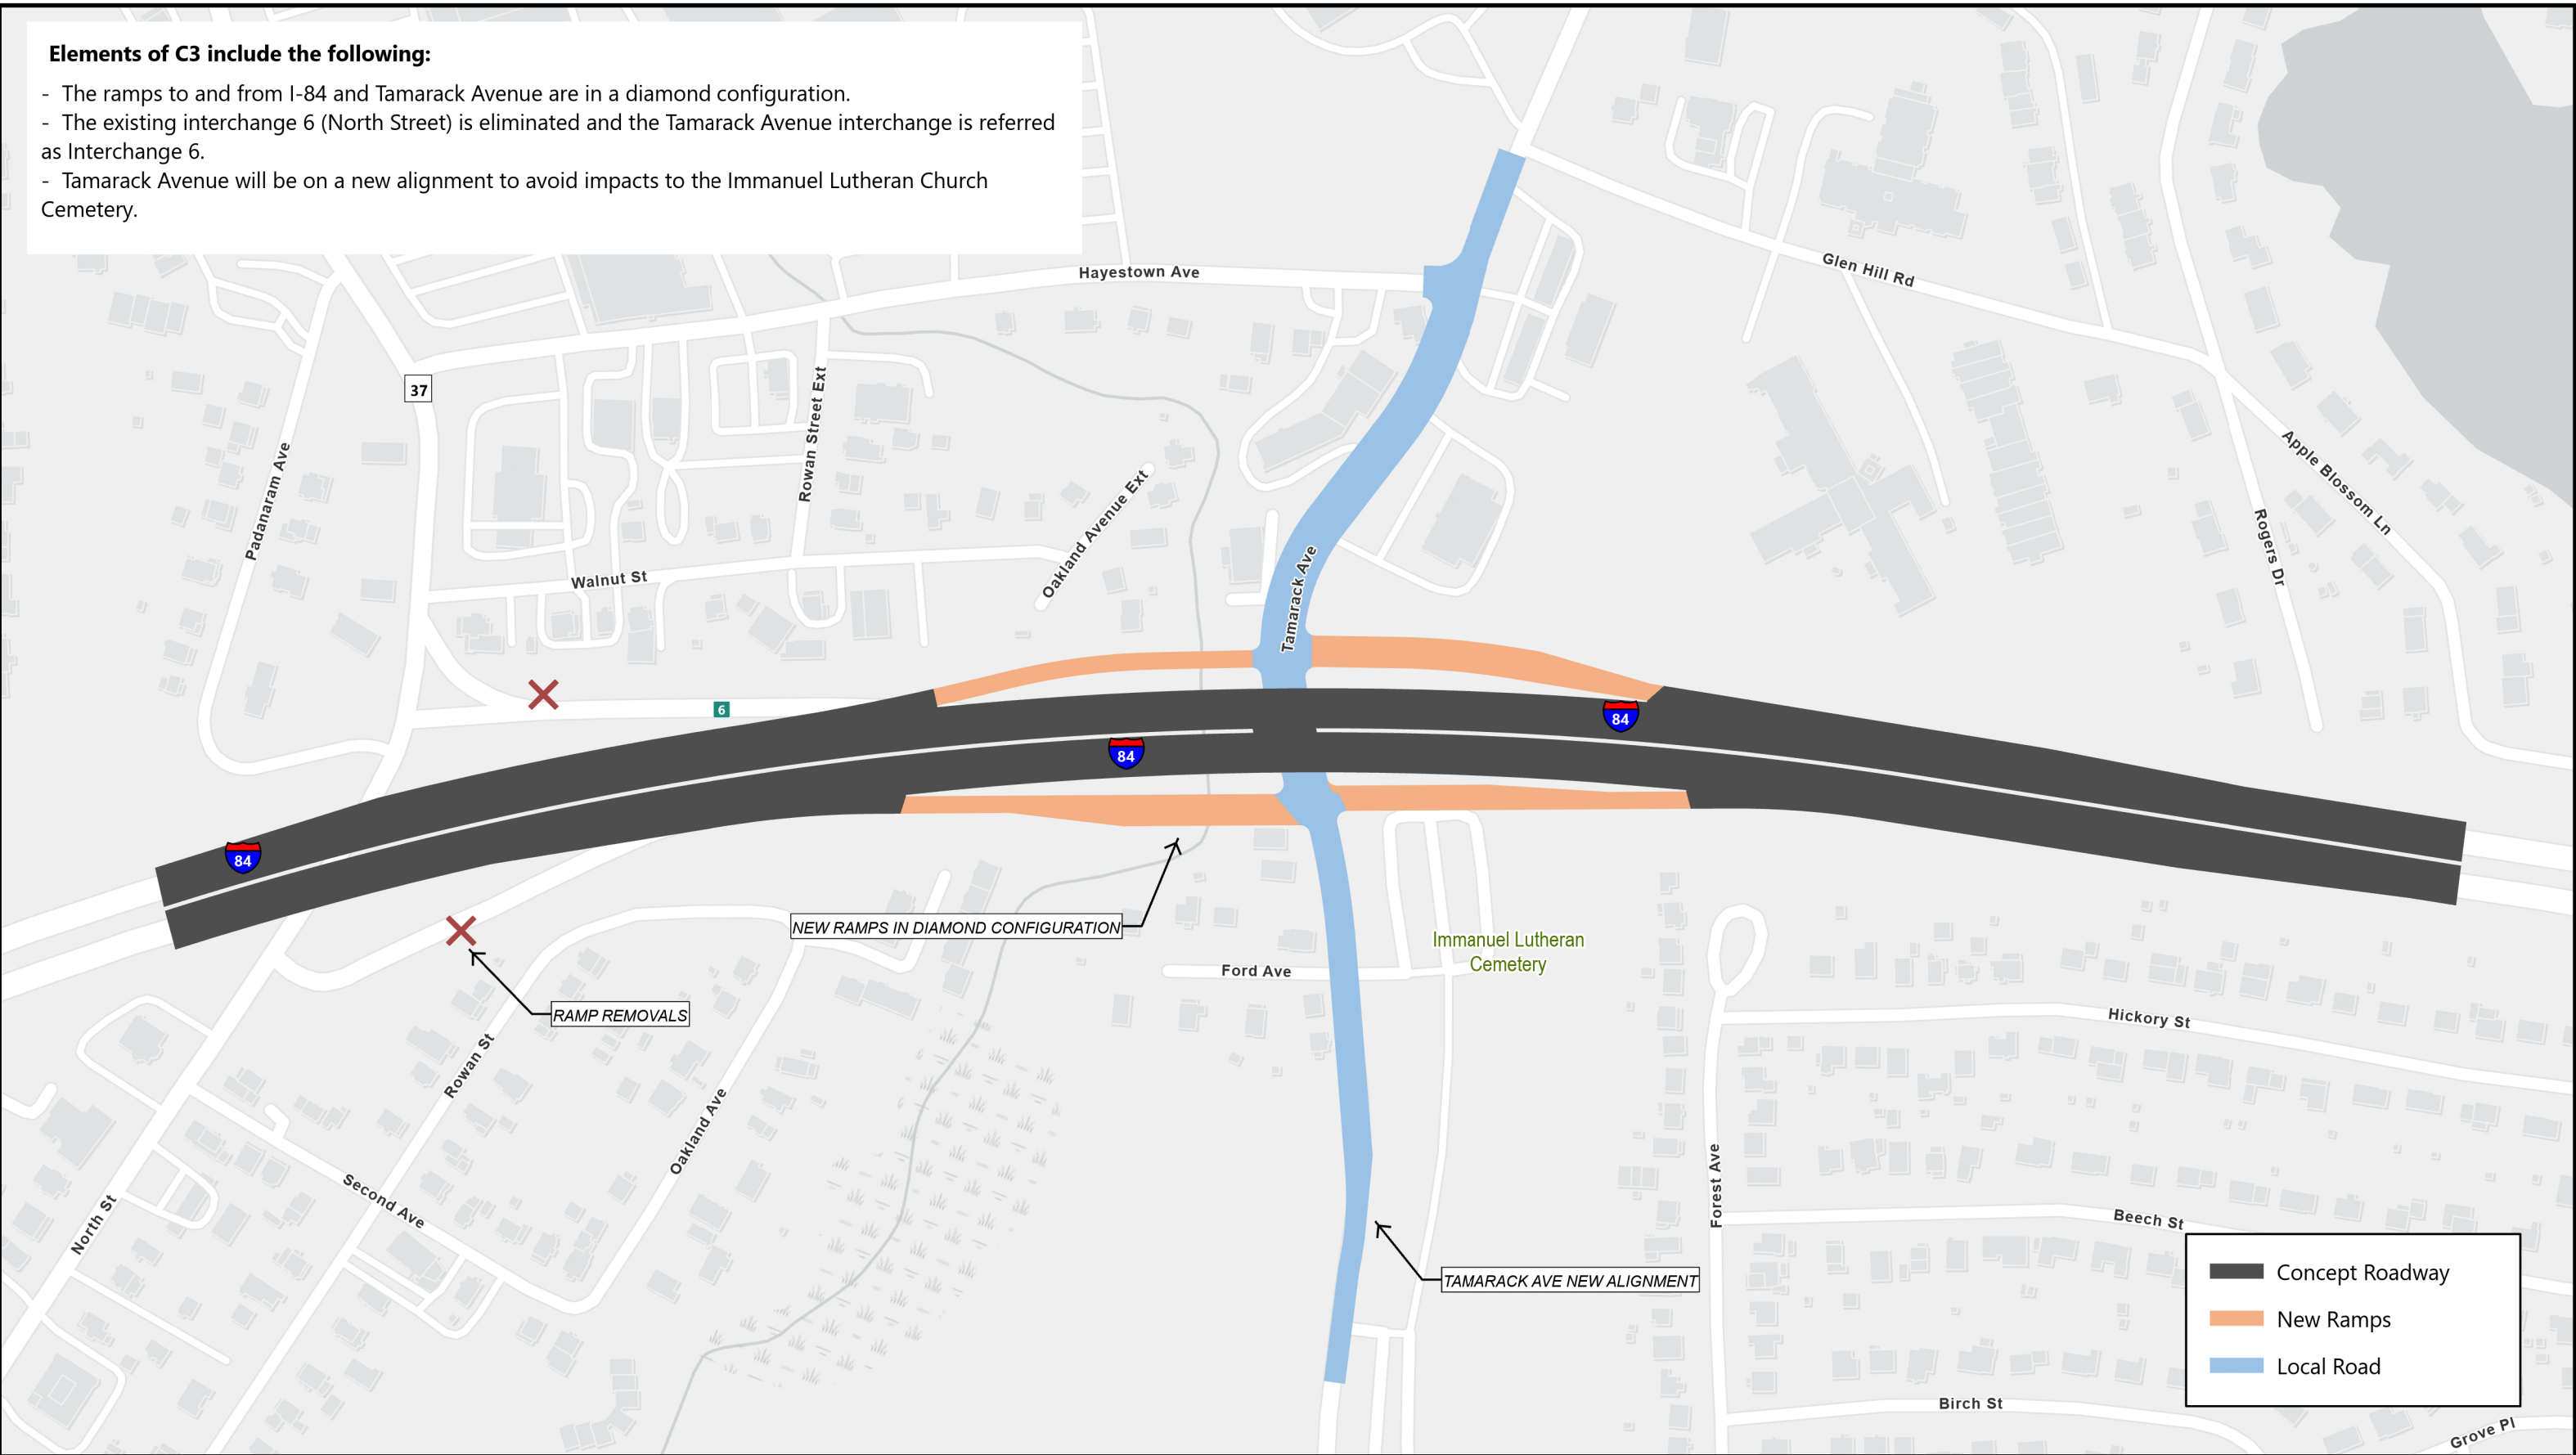 Elements of C3 include the following:
- The ramps to and from I-84 and Tamarack Avenue are in a diamond configuration.
- The existing interchange 6 (North Street) is eliminated and the Tamarack Avenue interchange is referred
as Interchange 6.
- Tamarack Avenue will be on a new alignment to avoid impacts to the Immanuel Lutheran Church
Cemetery.
Hayestown Ave
Glen Hill Rd
37
Rowan Street Ext
Padanaram Ave
Apple Blossom Ln
Oakland Avenue Ext
Rogers Dr
Walnut St
Tamarack Ave
6
84
84
84
NEW RAMPS IN DIAMOND CONFIGURATION
Immanuel Lutheran
Cemetery
Ford Ave
RAMP REMOVALS
Hickory St
Rowan St
Oakland Ave
Forest Ave
Second Ave
North St
Beech St
TAMARACK AVE NEW ALIGNMENT
Concept Roadway
New Ramps
Local Road
Birch St
Grove Pl